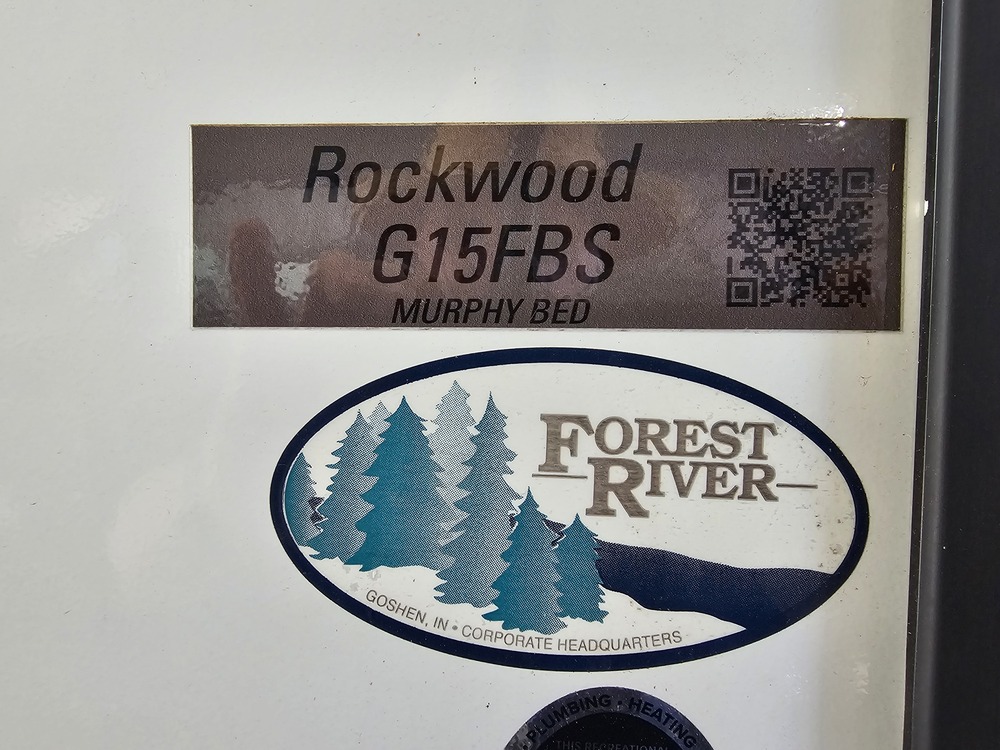 Rockwood
G15FBS
MURPHY BED
FOREST
RIVER
GOSHEN, IN • CORPORATE HEADQUARTERS
PLUMBING • HEATING
THIS RECREATIONAL